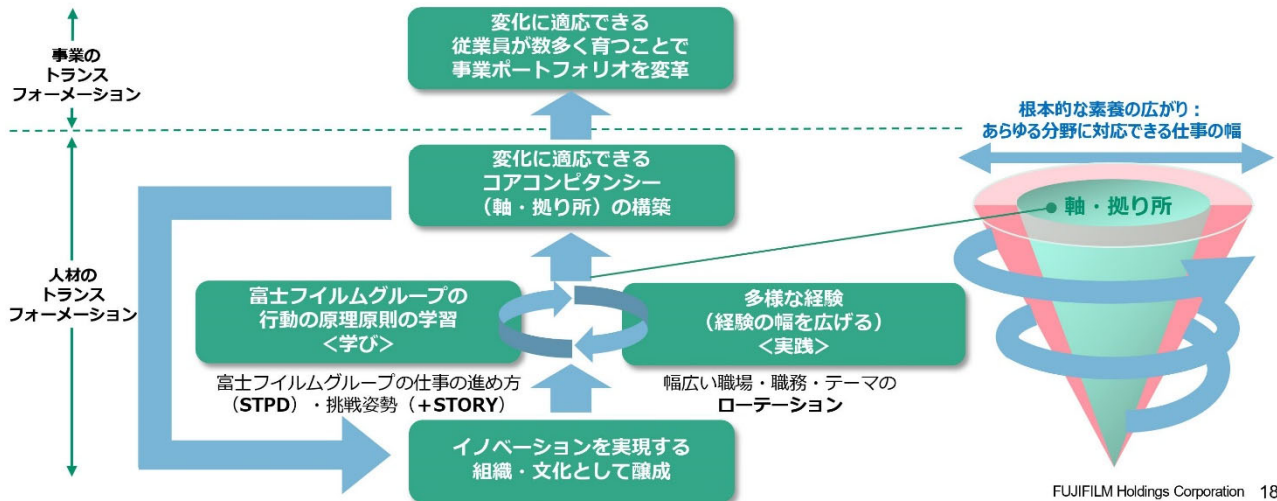 事業の
トランス
フォーメーション
変化に適応できる
従業員が数多く育つことで
事業ポートフォリオを変革
根本的な素養の広がり：
あらゆる分野に対応できる仕事の幅
変化に適応できる
コアコンピタンシー
（軸・拠り所）の構築
軸・拠り所
人材の
トランス
フォーメーション
富士フイルムグループの
行動の原理原則の学習
＜学び＞
多様な経験
（経験の幅を広げる）
＜実践＞
富士フイルムグループの仕事の進め方
（STPD）・挑戦姿勢（+STORY）
幅広い職場・職務・テーマの
ローテーション
イノベーションを実現する
組織・文化として醸成
FUJIFILM Holdings Corporation 18